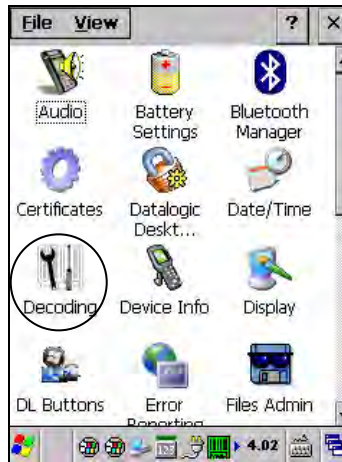 File View ? ×
Audio
Battery
Settings
Bluetooth
Manager
Certificates
Datalogic
Deskt...
Date/Time
Decoding
Device Info
Display
DL Buttons
Error
Reporting
Files Admin
4.02